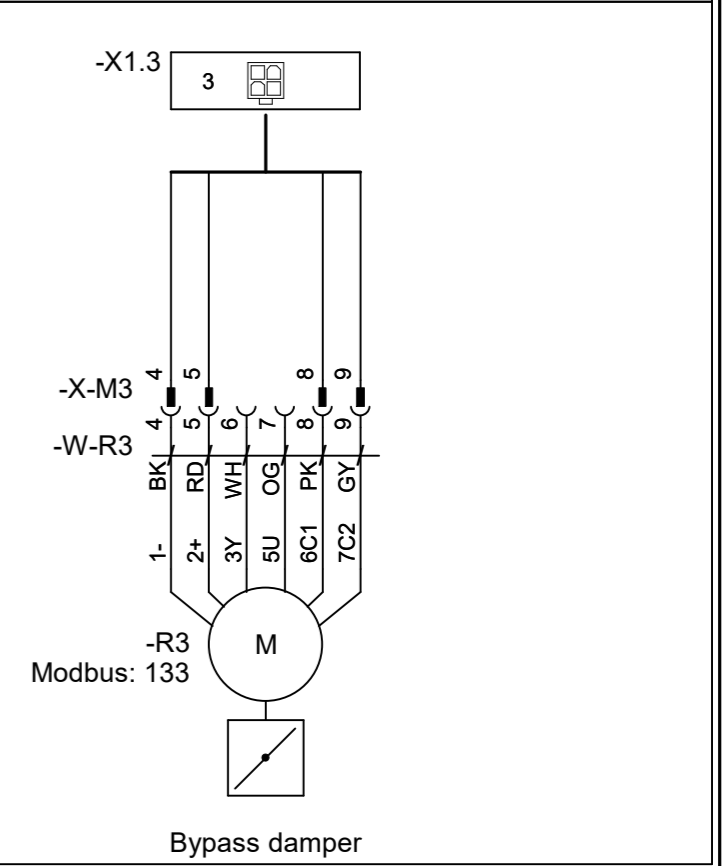 -X1.3
3
-X-M3
4 5 8 9
4 5 6 7 8 9
-W-R3
BK RD WH OG PK GY
1- 2+ 3Y 5U 6C1 7C2
-R3
M
Modbus: 133
Bypass damper